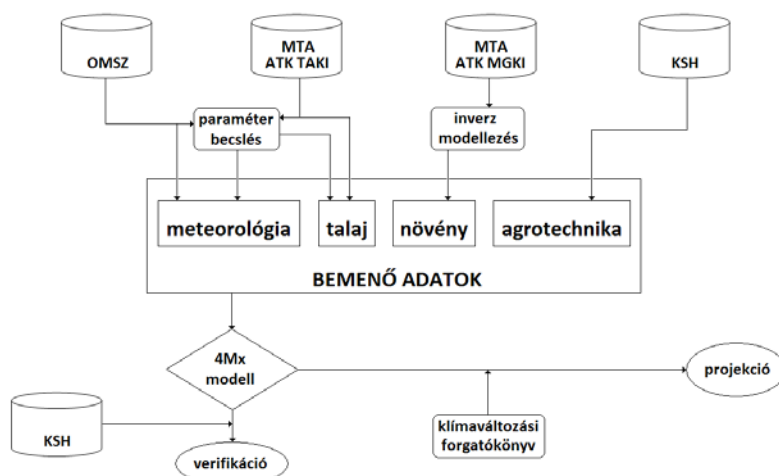 OMSZ
MTA
ATK TAKI
MTA
ATK MGKI
KSH
paraméter
becslés
inverz
modellezés
meteorológia
talaj
növény
agrotechnika
BEMENŐ ADATOK
4Mx
modell
projekció
KSH
klímaváltozási
forgatókönyv
verifikáció